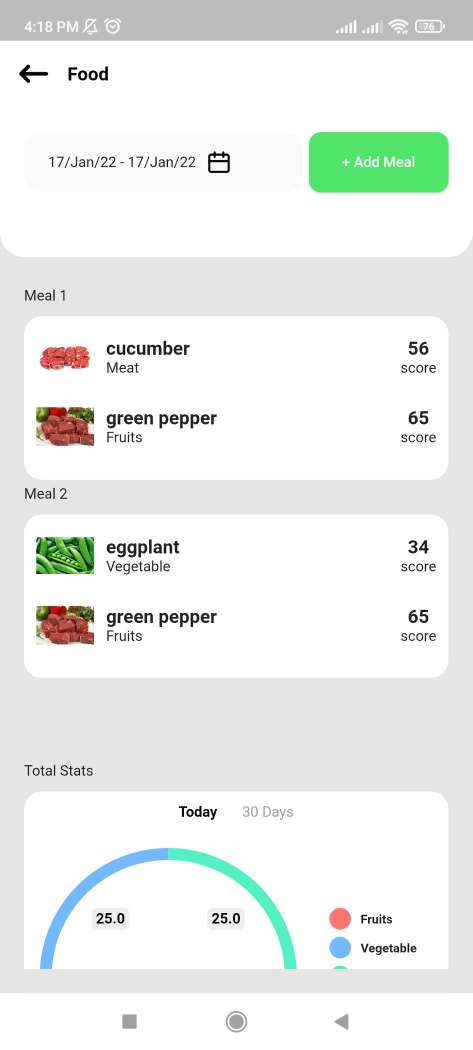 4:18 PM
76
Food
17/Jan/22 - 17/Jan/22
+ Add Meal
Meal 1
cucumber
Meat
56
score
green pepper
Fruits
65
score
Meal 2
eggplant
Vegetable
34
score
green pepper
Fruits
65
score
Total Stats
Today 30 Days
25.0 25.0
Fruits
Vegetable